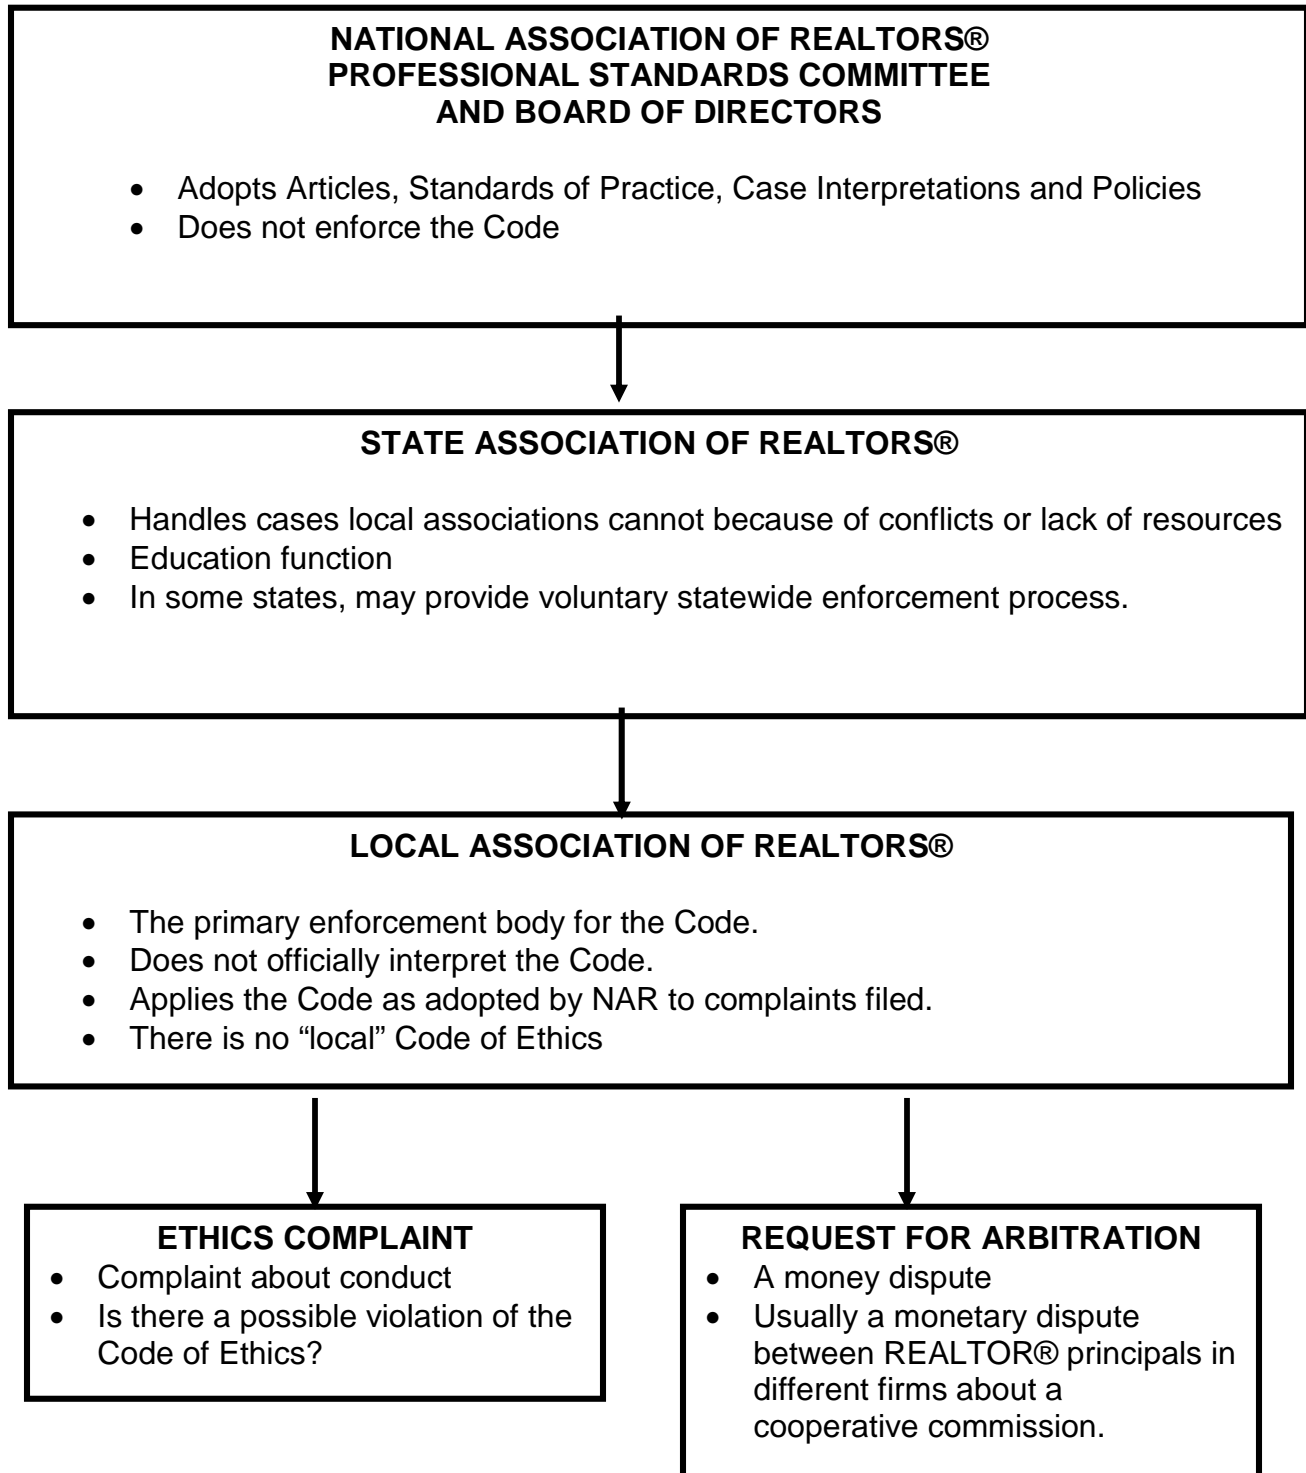 NATIONAL ASSOCIATION OF REALTORS®
PROFESSIONAL STANDARDS COMMITTEE
AND BOARD OF DIRECTORS
• Adopts Articles, Standards of Practice, Case Interpretations and Policies
• Does not enforce the Code
STATE ASSOCIATION OF REALTORS®
• Handles cases local associations cannot because of conflicts or lack of resources
• Education function
• In some states, may provide voluntary statewide enforcement process.
LOCAL ASSOCIATION OF REALTORS®
• The primary enforcement body for the Code.
• Does not officially interpret the Code.
• Applies the Code as adopted by NAR to complaints filed.
• There is no “local” Code of Ethics
ETHICS COMPLAINT
• Complaint about conduct
• Is there a possible violation of the
Code of Ethics?
REQUEST FOR ARBITRATION
• A money dispute
• Usually a monetary dispute
between REALTOR® principals in
different firms about a
cooperative commission.